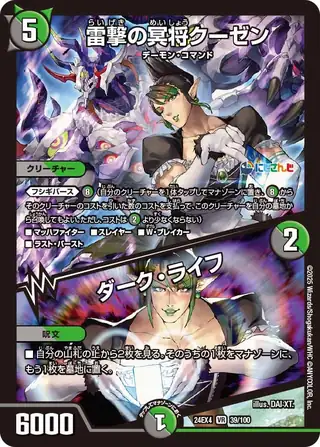 5
らいげき めいしょう
雷撃の冥将クーゼン
デーモン・コマンド
クリーチャー
にじさんじ
フシギバース 8 (自分のクリーチャーを1体タップしてマナゾーンに置き、8から
そのクリーチャーのコストを引いた数のコストを支払って、このクリーチャーを自分の墓地か
ら召喚してもよい。ただし、コストは2より少なくならない)
■マッハファイター ■スレイヤー ■W・ブレイカー
■ラスト・バースト
2
ダーク・ライフ
呪文
■自分の山札の上から2枚を見る。そのうちの1枚をマナゾーンに、
もう1枚を墓地に置く。
©2025 Wizards/Shogakukan/WHC ©ANYCOLOR, Inc.
illus. DAI-XT.
6000
1
24EX4 VR 39/100